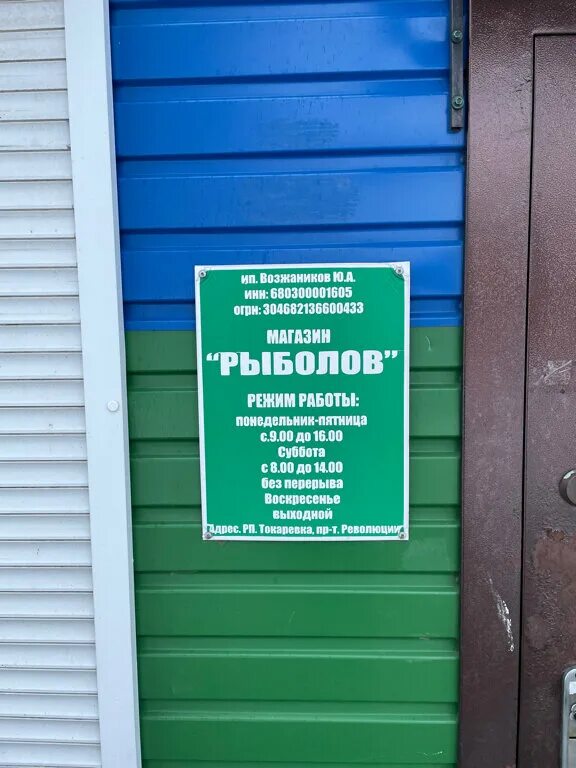 ип. Возжаников Ю.А.
инн: 680300001605
огрн: 304682136600433
МАГАЗИН
“РЫБОЛОВ”
РЕЖИМ РАБОТЫ:
понедельник-пятница
с.9.00 до 16.00
Суббота
с 8.00 до 14.00
без перерыва
Воскресенье
выходной
Адрес. РП. Токаревка, пр-т. Революции